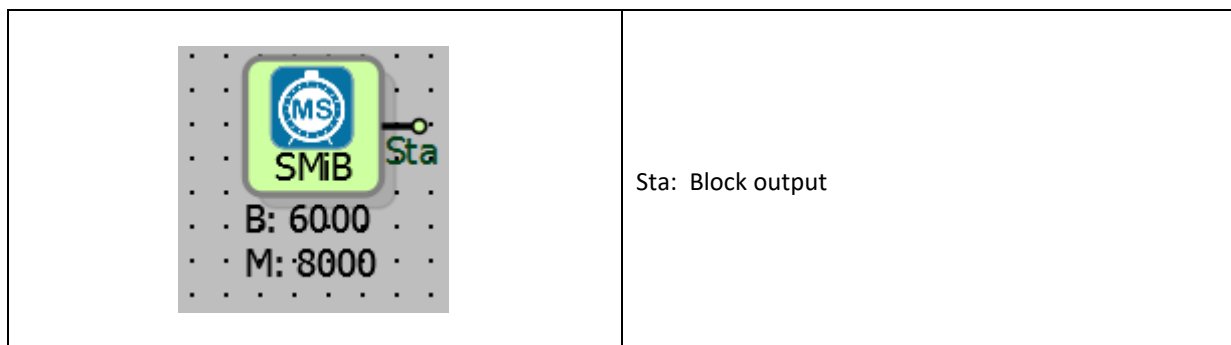 MS
SMiB
Sta
B: 6000
M: 8000
Sta: Block output